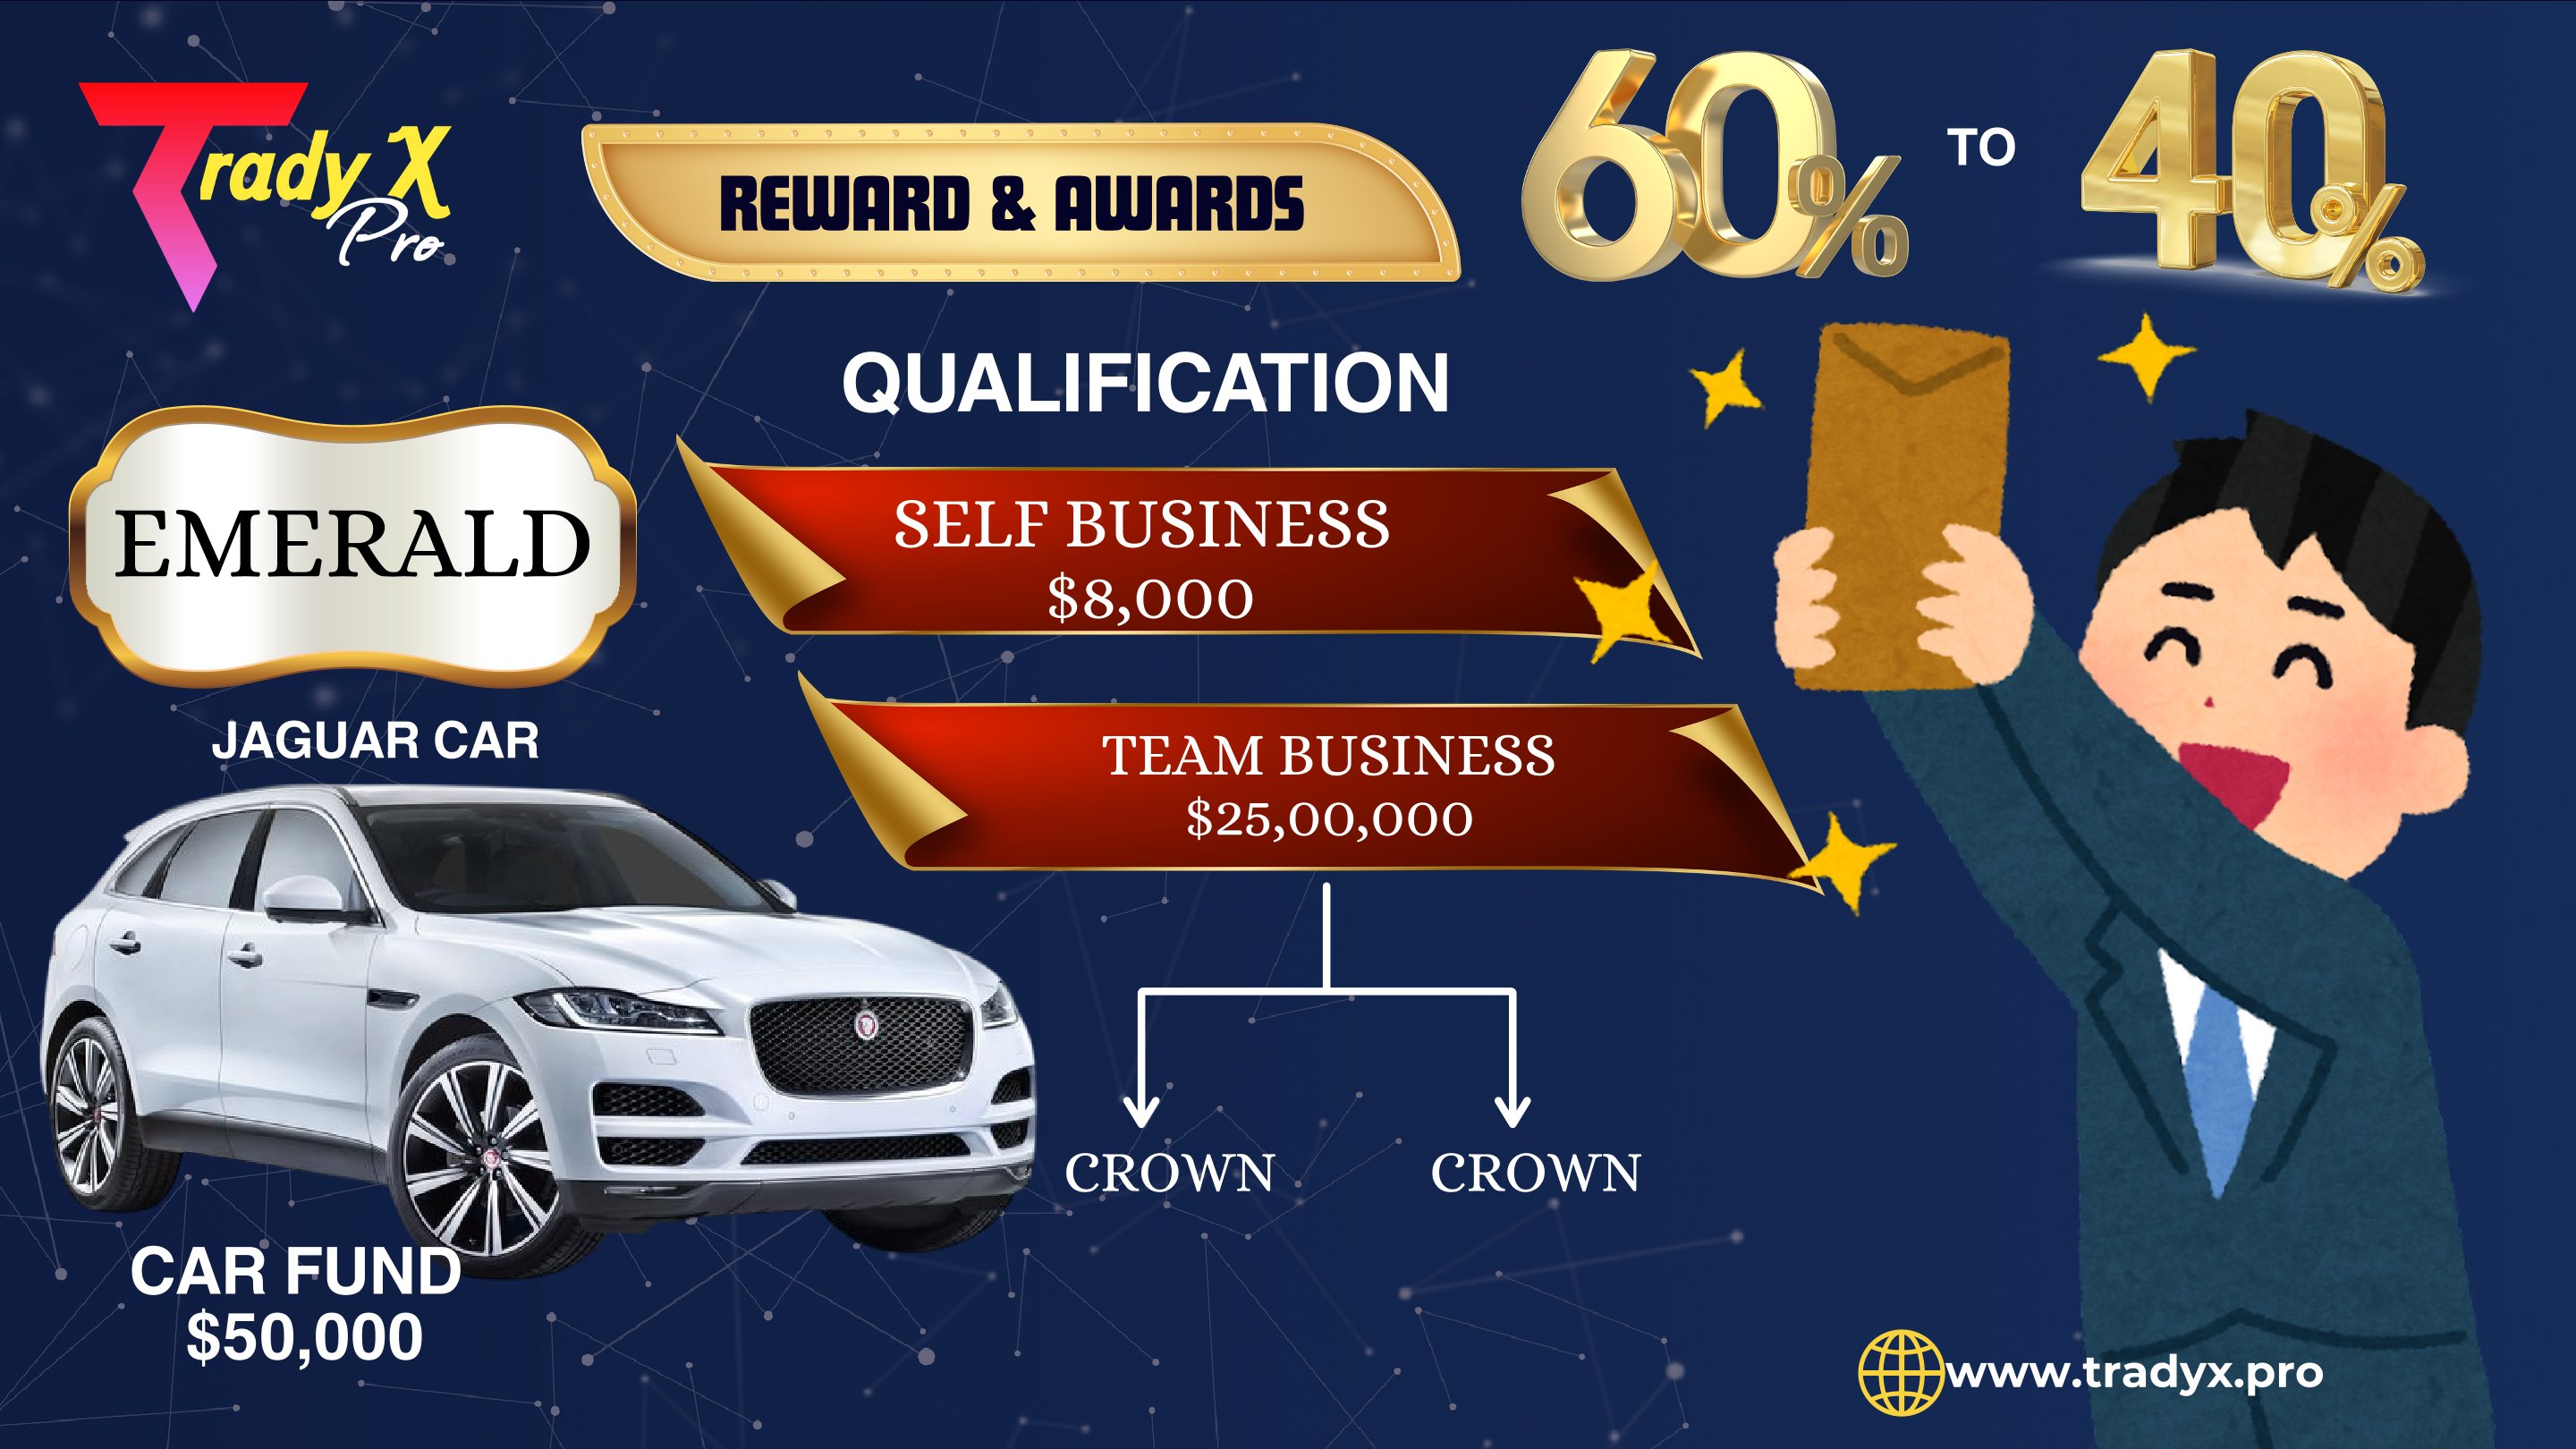 Trady X
Pro
REWARD & AWARDS
60% TO 40%
QUALIFICATION
EMERALD
SELF BUSINESS
$8,000
JAGUAR CAR
TEAM BUSINESS
$25,00,000
CROWN CROWN
CAR FUND
$50,000
www.tradyx.pro